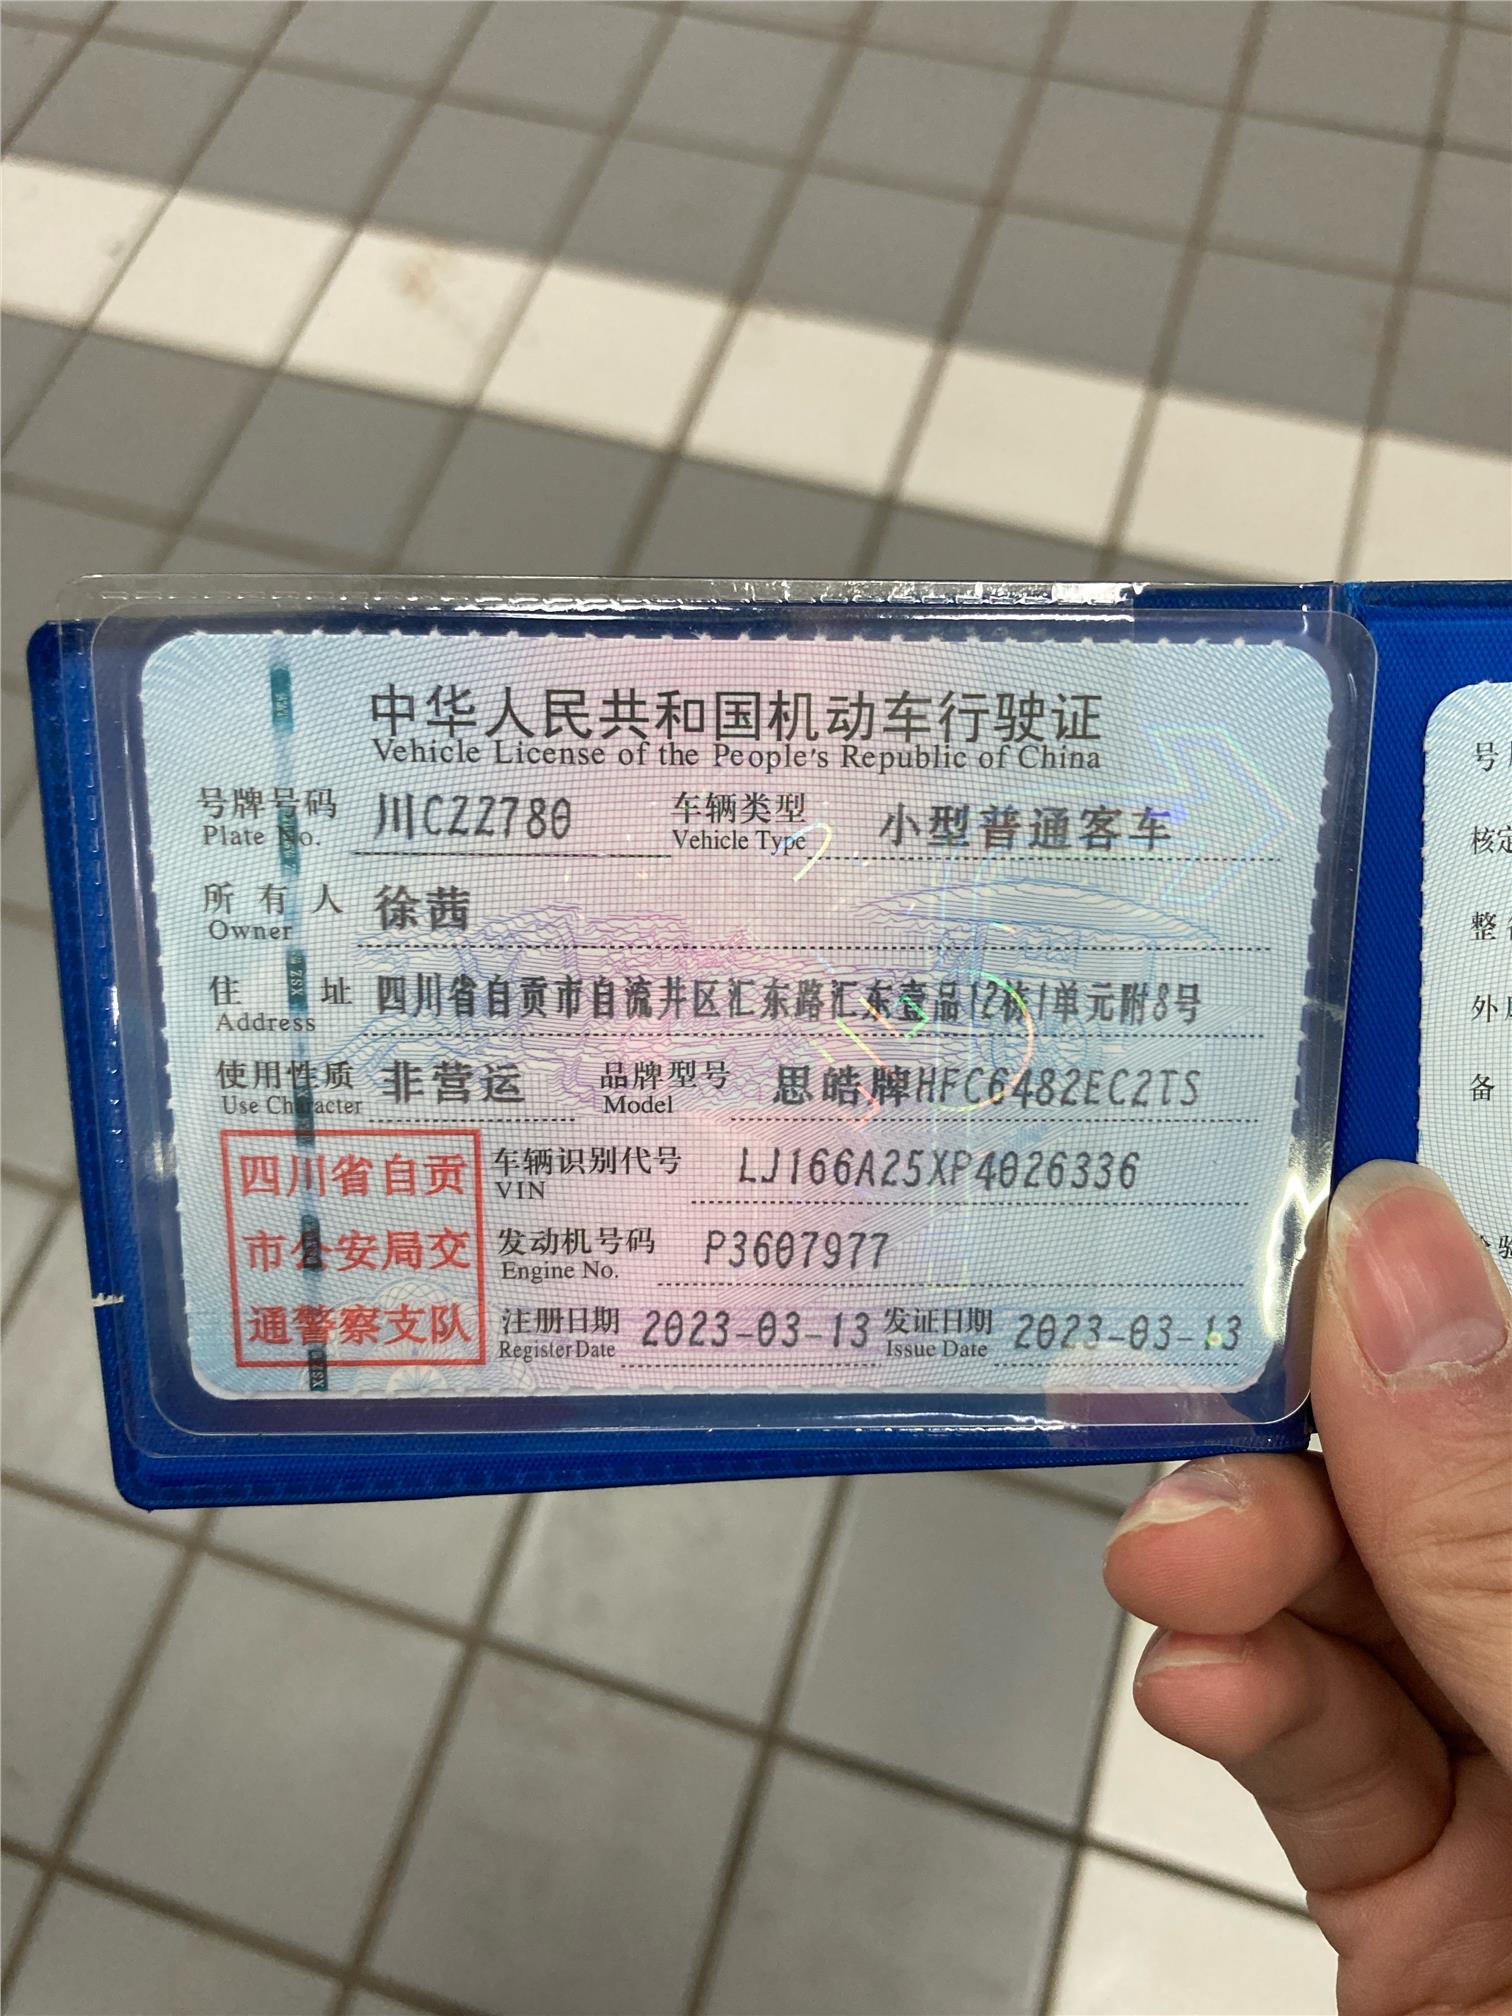 中华人民共和国机动车行驶证
Vehicle License of the People's Republic of China
号牌号码 川CZZ780 车辆类型 小型普通客车
Plate No. Vehicle Type
所有人 徐茜
Owner
住址 四川省自贡市自流井区汇东路汇东壹品12栋1单元附8号
Address
使用性质 非营运 品牌型号 思皓牌HFC6482EC2TS
Use Character Model
四川省自贡
市公安局交
通警察支队
车辆识别代号 LJ166A25XP4026336
VIN
发动机号码 P3607977
Engine No.
注册日期 2023-03-13 发证日期 2023-03-13
Register Date Issue Date
号
核定
整
外
备